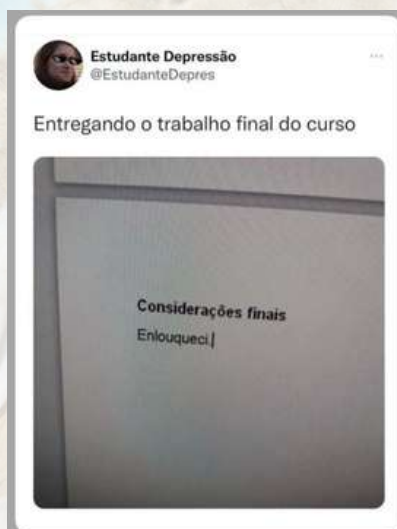 Estudante Depressão
@EstudanteDepres
Entregando o trabalho final do curso
Considerações finais
Enlouqueci.